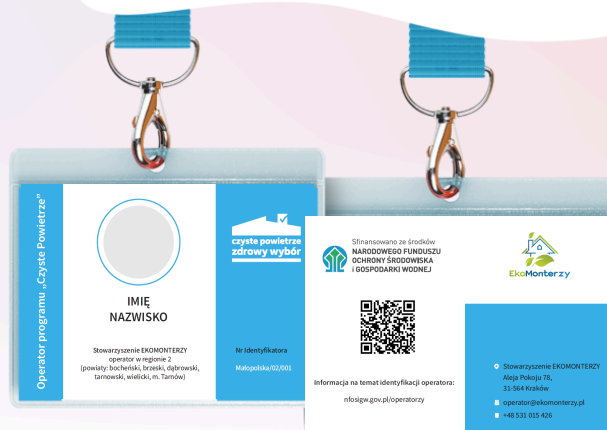 Operator programu „Czyste Powietrze”
IMIĘ
NAZWISKO
Stowarzyszenie EKOMONTERZY
operator w regionie 2
(powiaty: bocheński, brzeski, dąbrowski,
tarnowski, wielicki, m. Tarnów)
czyste powietrze
zdrowy wybór
Nr Identyfikatora
Małopolska/02/001
Sfinansowano ze środków
NARODOWEGO FUNDUSZU
OCHRONY ŚRODOWISKA
i GOSPODARKI WODNEJ
Informacja na temat identyfikacji operatora:
nfosigw.gov.pl/operatorzy
EkoMonterzy
Stowarzyszenie EKOMONTERZY
Aleja Pokoju 78,
31-564 Kraków
operator@ekomonterzy.pl
+48 531 015 426